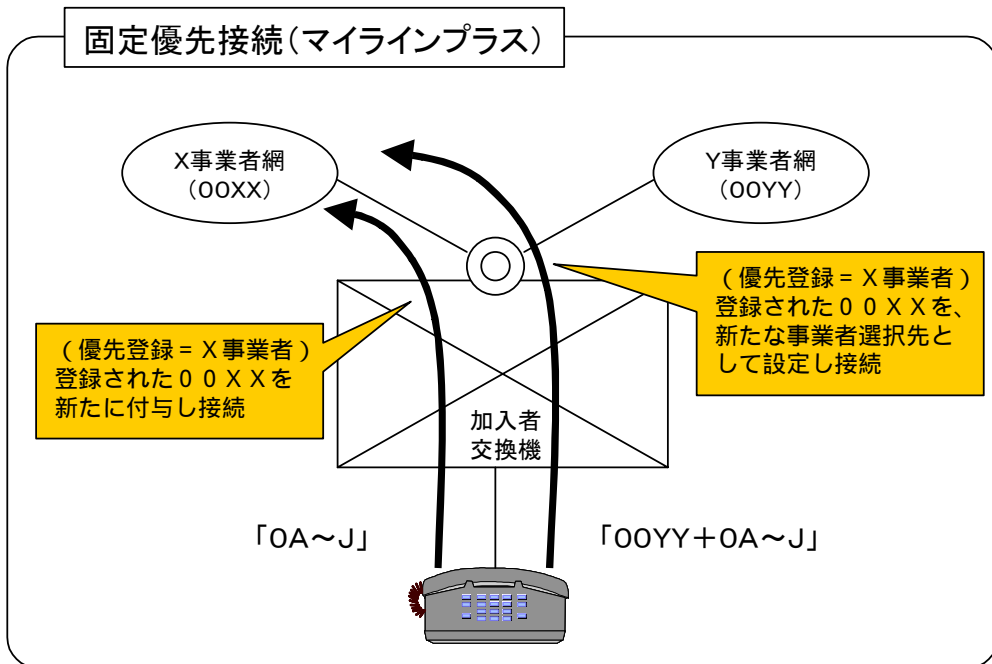 固定優先接続(マイラインプラス)
X事業者網
(00XX)
Y事業者網
(00YY)
(優先登録=X事業者)
登録された00XXを、
新たな事業者選択先と
して設定し接続
(優先登録=X事業者)
登録された00XXを
新たに付与し接続
加入者
交換機
「0A～J」
「00YY+0A～J」